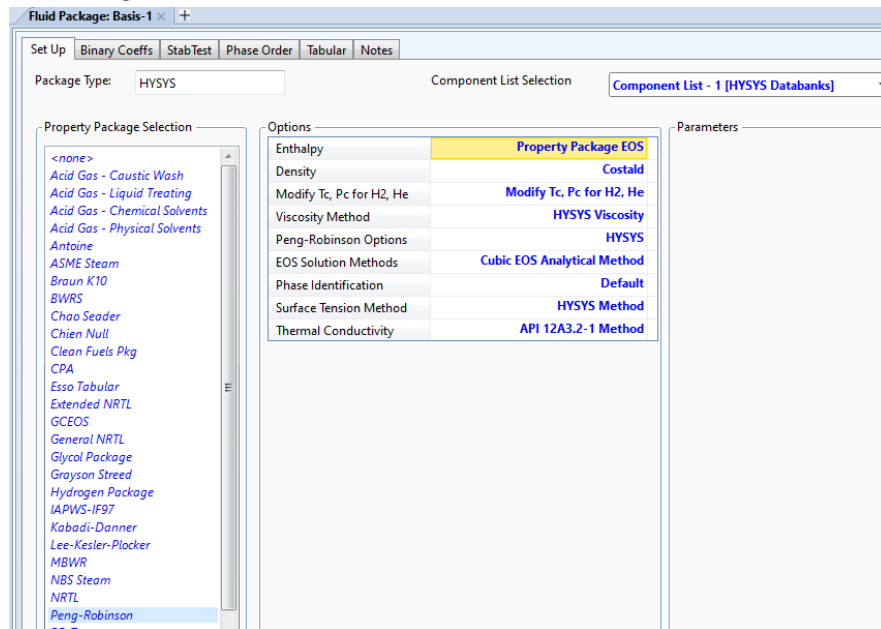 Fluid Package: Basis-1 × +
Set Up Binary Coeffs StabTest Phase Order Tabular Notes
Package Type: HYSYS Component List Selection Component List - 1 [HYSYS Databanks]
Property Package Selection
<none>
Acid Gas - Caustic Wash
Acid Gas - Liquid Treating
Acid Gas - Chemical Solvents
Acid Gas - Physical Solvents
Antoine
ASME Steam
Braun K10
BWRS
Chao Seader
Chien Null
Clean Fuels Pkg
CPA
Esso Tabular
Extended NRTL
GCEOS
General NRTL
Glycol Package
Grayson Streed
Hydrogen Package
IAPWS-IF97
Kabadi-Danner
Lee-Kesler-Plocker
MBWR
NBS Steam
NRTL
Peng-Robinson
Options
Enthalpy Property Package EOS
Density Costald
Modify Tc, Pc for H2, He Modify Tc, Pc for H2, He
Viscosity Method HYSYS Viscosity
Peng-Robinson Options HYSYS
EOS Solution Methods Cubic EOS Analytical Method
Phase Identification Default
Surface Tension Method HYSYS Method
Thermal Conductivity API 12A3.2-1 Method
Parameters